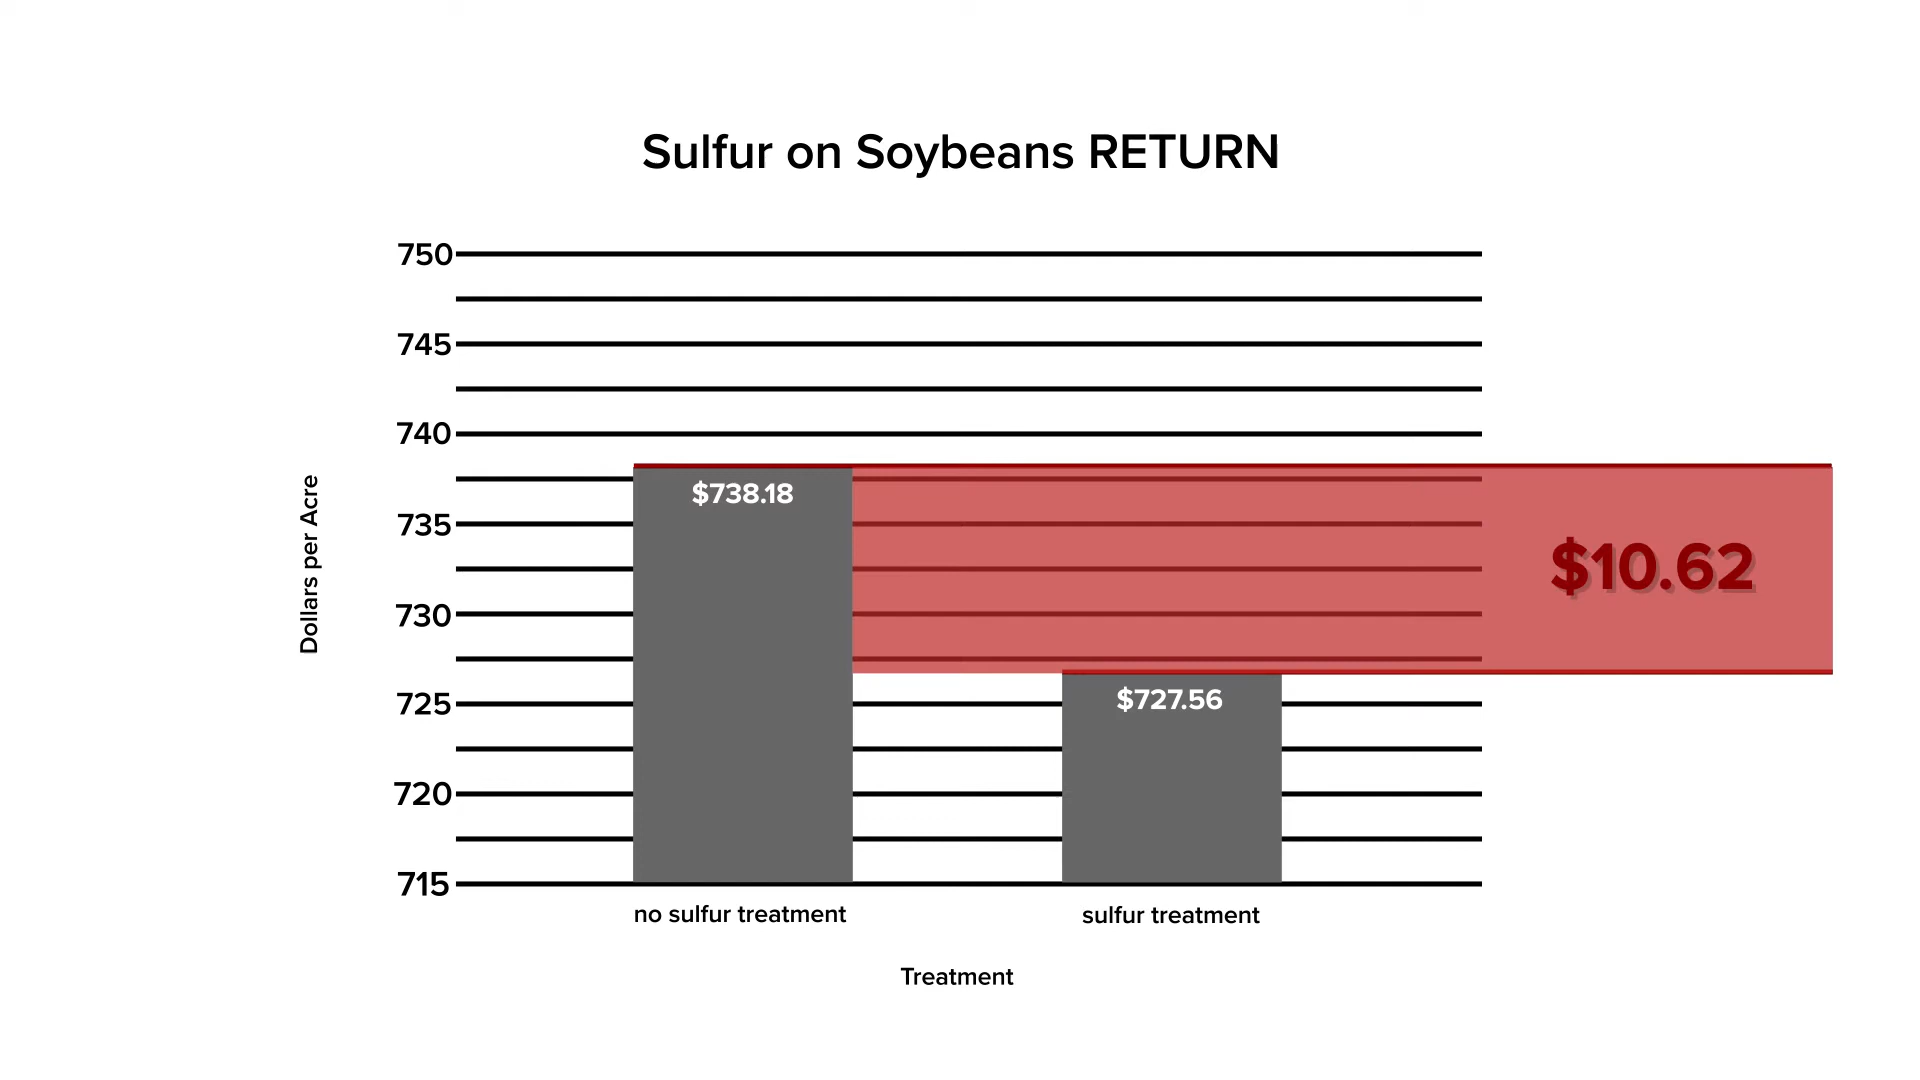 Sulfur on Soybeans RETURN
750
745
740
735
730
725
720
715
Dollars per Acre
$738.18
$727.56
$10.62
no sulfur treatment
sulfur treatment
Treatment